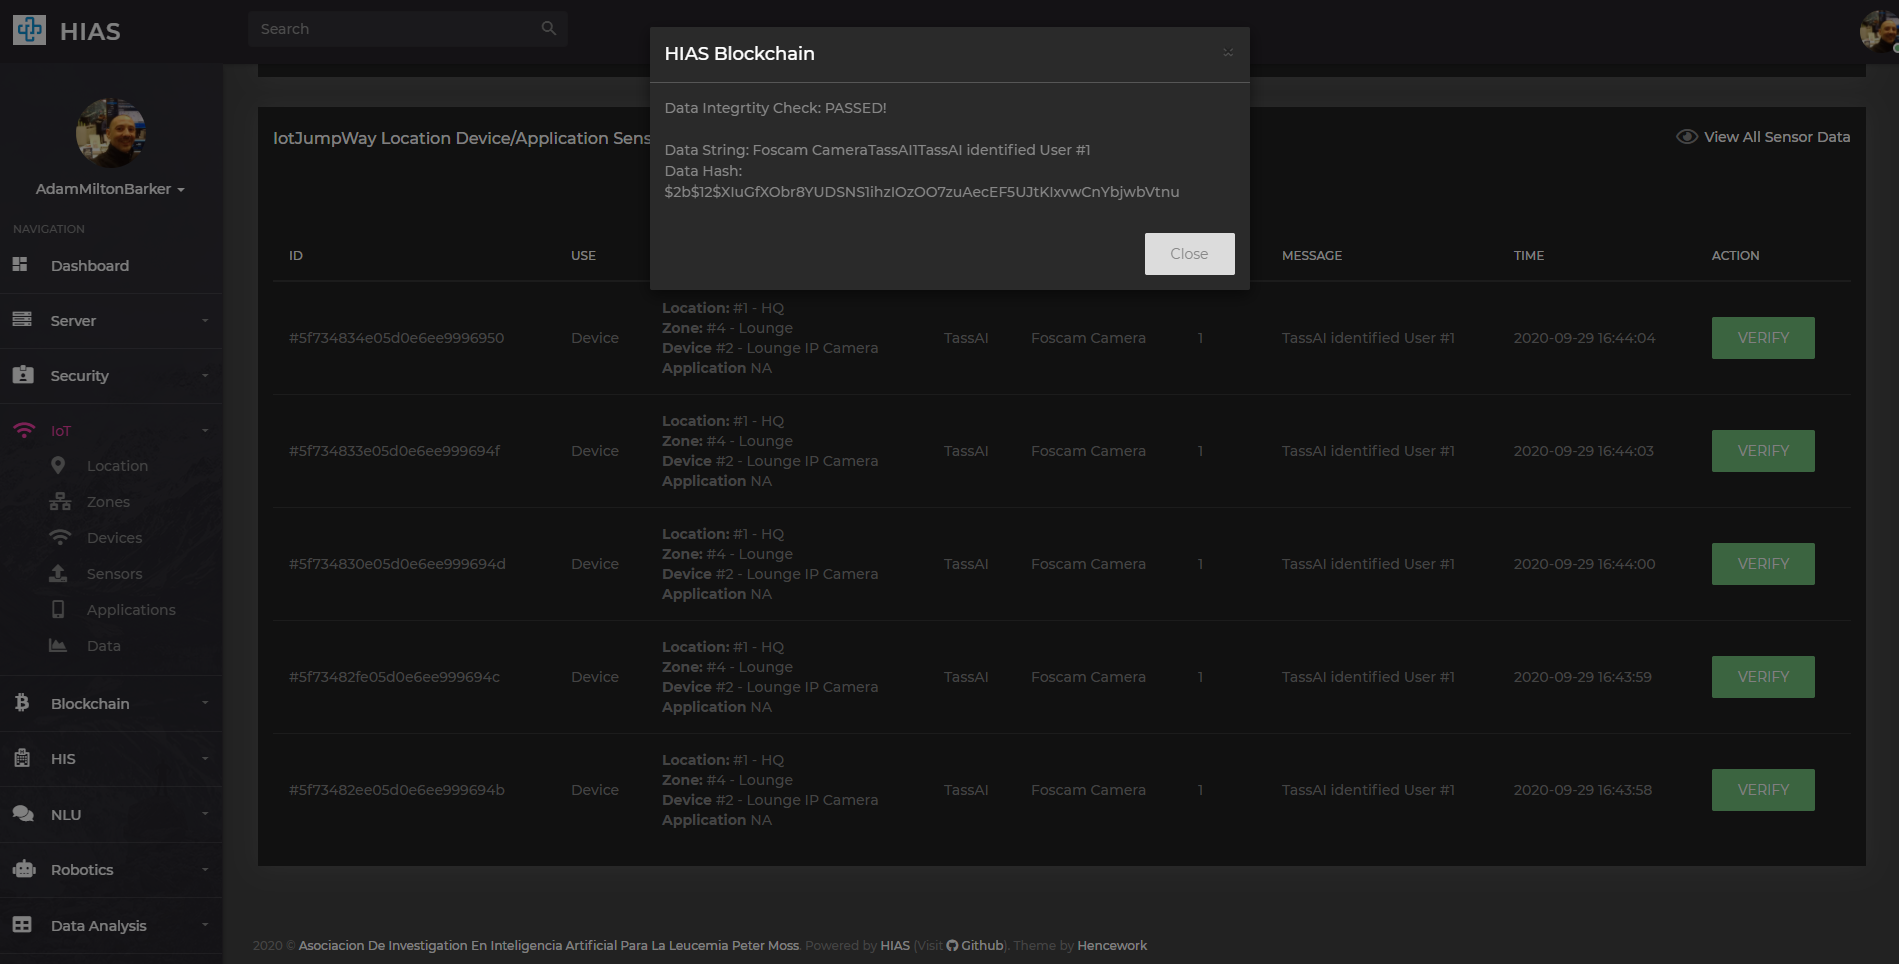 HIAS
Search
AdamMiltonBarker
NAVIGATION
Dashboard
Server
Security
IoT
Location
Zones
Devices
Sensors
Applications
Data
Blockchain
HIS
NLU
Robotics
Data Analysis
HIAS Blockchain
×
Data Integrtity Check: PASSED!
Data String: Foscam CameraTassAI1TassAI identified User #1
Data Hash:
$2b$12$XIuGfXObr8YUDSNS1ihzIOzOO7zuAecEF5UJtKIxvwCnYbjwbVtnu
Close
IotJumpWay Location Device/Application Sens
View All Sensor Data
ID USE MESSAGE TIME ACTION
Location: #1 - HQ
Zone: #4 - Lounge
#5f734834e05d0e6ee9996950 Device Device #2 - Lounge IP Camera TassAI Foscam Camera 1 TassAI identified User #1 2020-09-29 16:44:04 VERIFY
Application NA
Location: #1 - HQ
Zone: #4 - Lounge
#5f734833e05d0e6ee999694f Device Device #2 - Lounge IP Camera TassAI Foscam Camera 1 TassAI identified User #1 2020-09-29 16:44:03 VERIFY
Application NA
Location: #1 - HQ
Zone: #4 - Lounge
#5f734830e05d0e6ee999694d Device Device #2 - Lounge IP Camera TassAI Foscam Camera 1 TassAI identified User #1 2020-09-29 16:44:00 VERIFY
Application NA
Location: #1 - HQ
Zone: #4 - Lounge
#5f73482fe05d0e6ee999694c Device Device #2 - Lounge IP Camera TassAI Foscam Camera 1 TassAI identified User #1 2020-09-29 16:43:59 VERIFY
Application NA
Location: #1 - HQ
Zone: #4 - Lounge
#5f73482ee05d0e6ee999694b Device Device #2 - Lounge IP Camera TassAI Foscam Camera 1 TassAI identified User #1 2020-09-29 16:43:58 VERIFY
Application NA
2020 © Asociacion De Investigation En Inteligencia Artificial Para La Leucemia Peter Moss. Powered by HIAS (Visit Github). Theme by Hencework